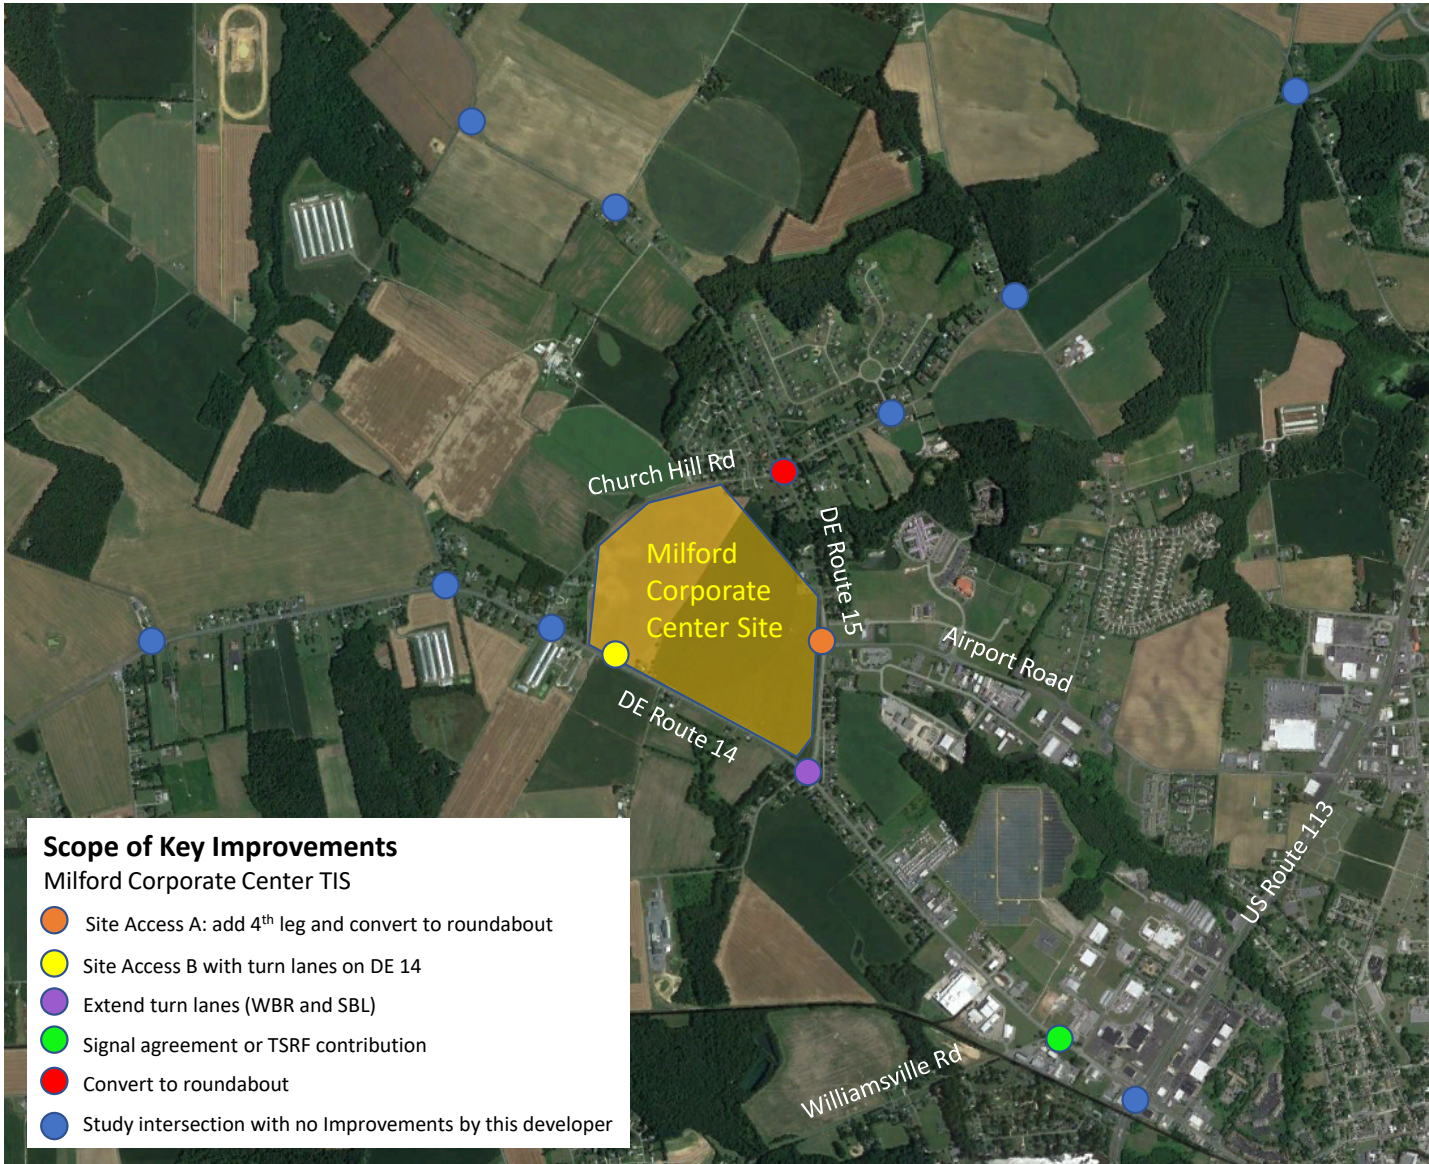 Church Hill Rd
DE Route 15
Milford
Corporate
Center Site
Airport Road
DE Route 14
US Route 113
Williamsville Rd
Scope of Key Improvements
Milford Corporate Center TIS
Site Access A: add 4th leg and convert to roundabout
Site Access B with turn lanes on DE 14
Extend turn lanes (WBR and SBL)
Signal agreement or TSRF contribution
Convert to roundabout
Study intersection with no Improvements by this developer